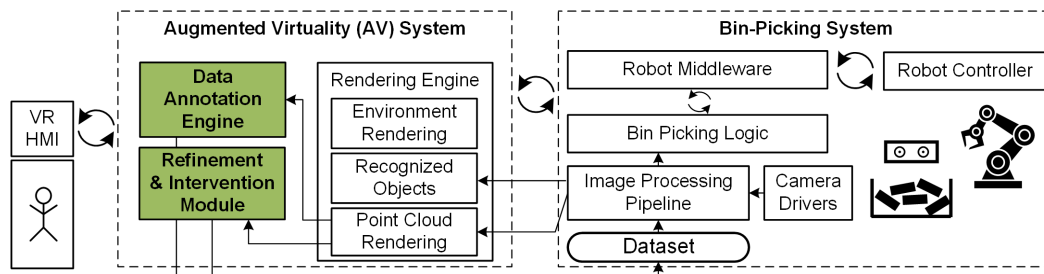 Augmented Virtuality (AV) System
Bin-Picking System
VR
HMI
Data
Annotation
Engine
Refinement
& Intervention
Module
Rendering Engine
Environment
Rendering
Recognized
Objects
Point Cloud
Rendering
Robot Middleware
Robot Controller
Bin Picking Logic
Image Processing
Pipeline
Camera
Drivers
Dataset